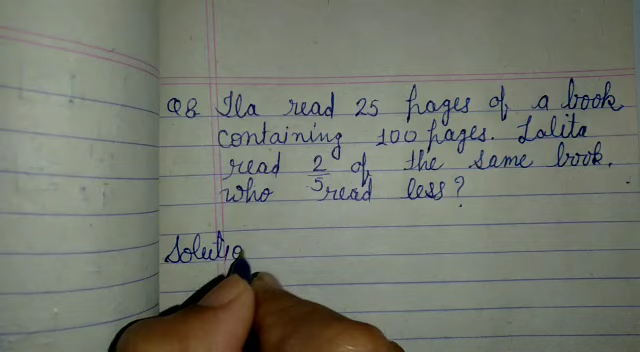 Q8 Ila read 25 pages of a book
containing 100 pages. Lalita
read 2/5 of the same book.
who read less?
Solutio